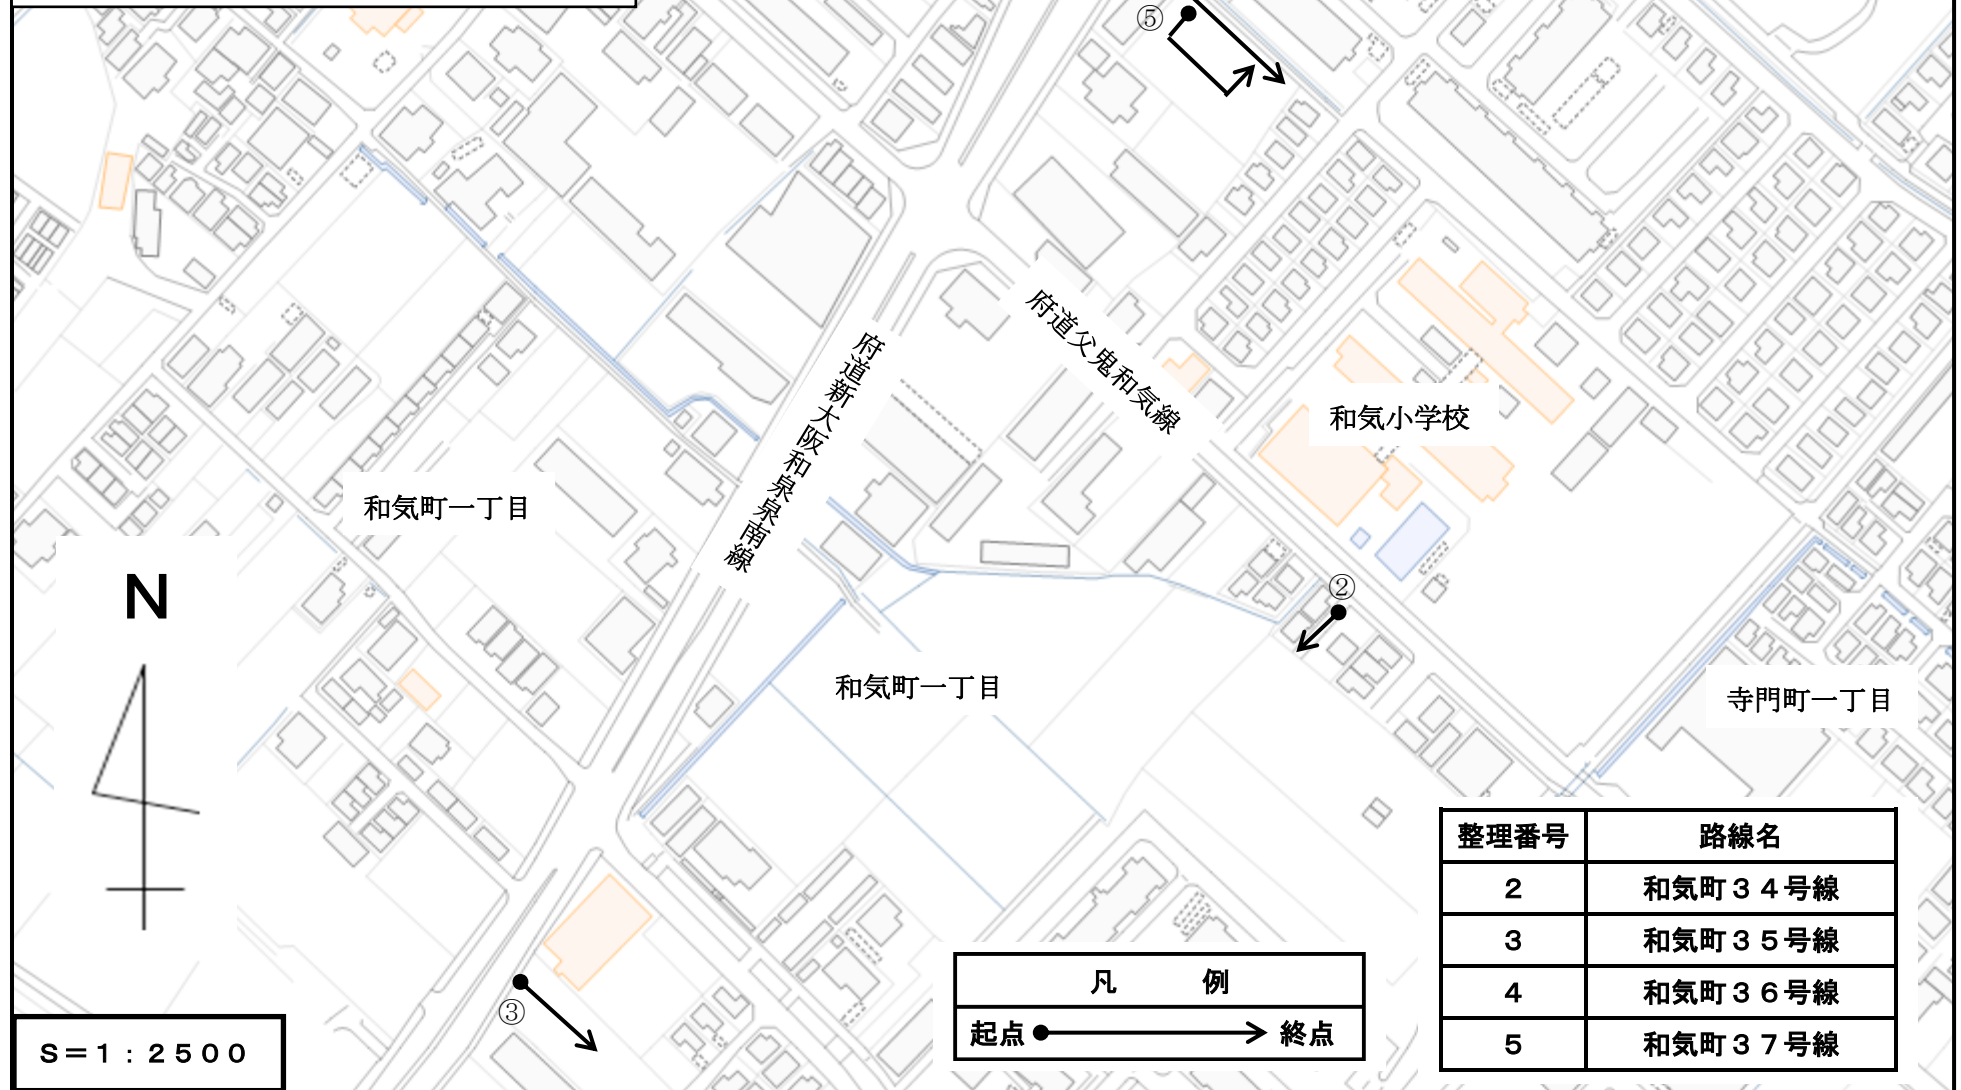 ⑤
府道父鬼和気線
府道新大阪和泉泉南線
和気小学校
和気町一丁目
N
②
和気町一丁目
寺門町一丁目
③
S＝1：2500
凡 例
起点 終点
整理番号 路線名
2 和気町34号線
3 和気町35号線
4 和気町36号線
5 和気町37号線